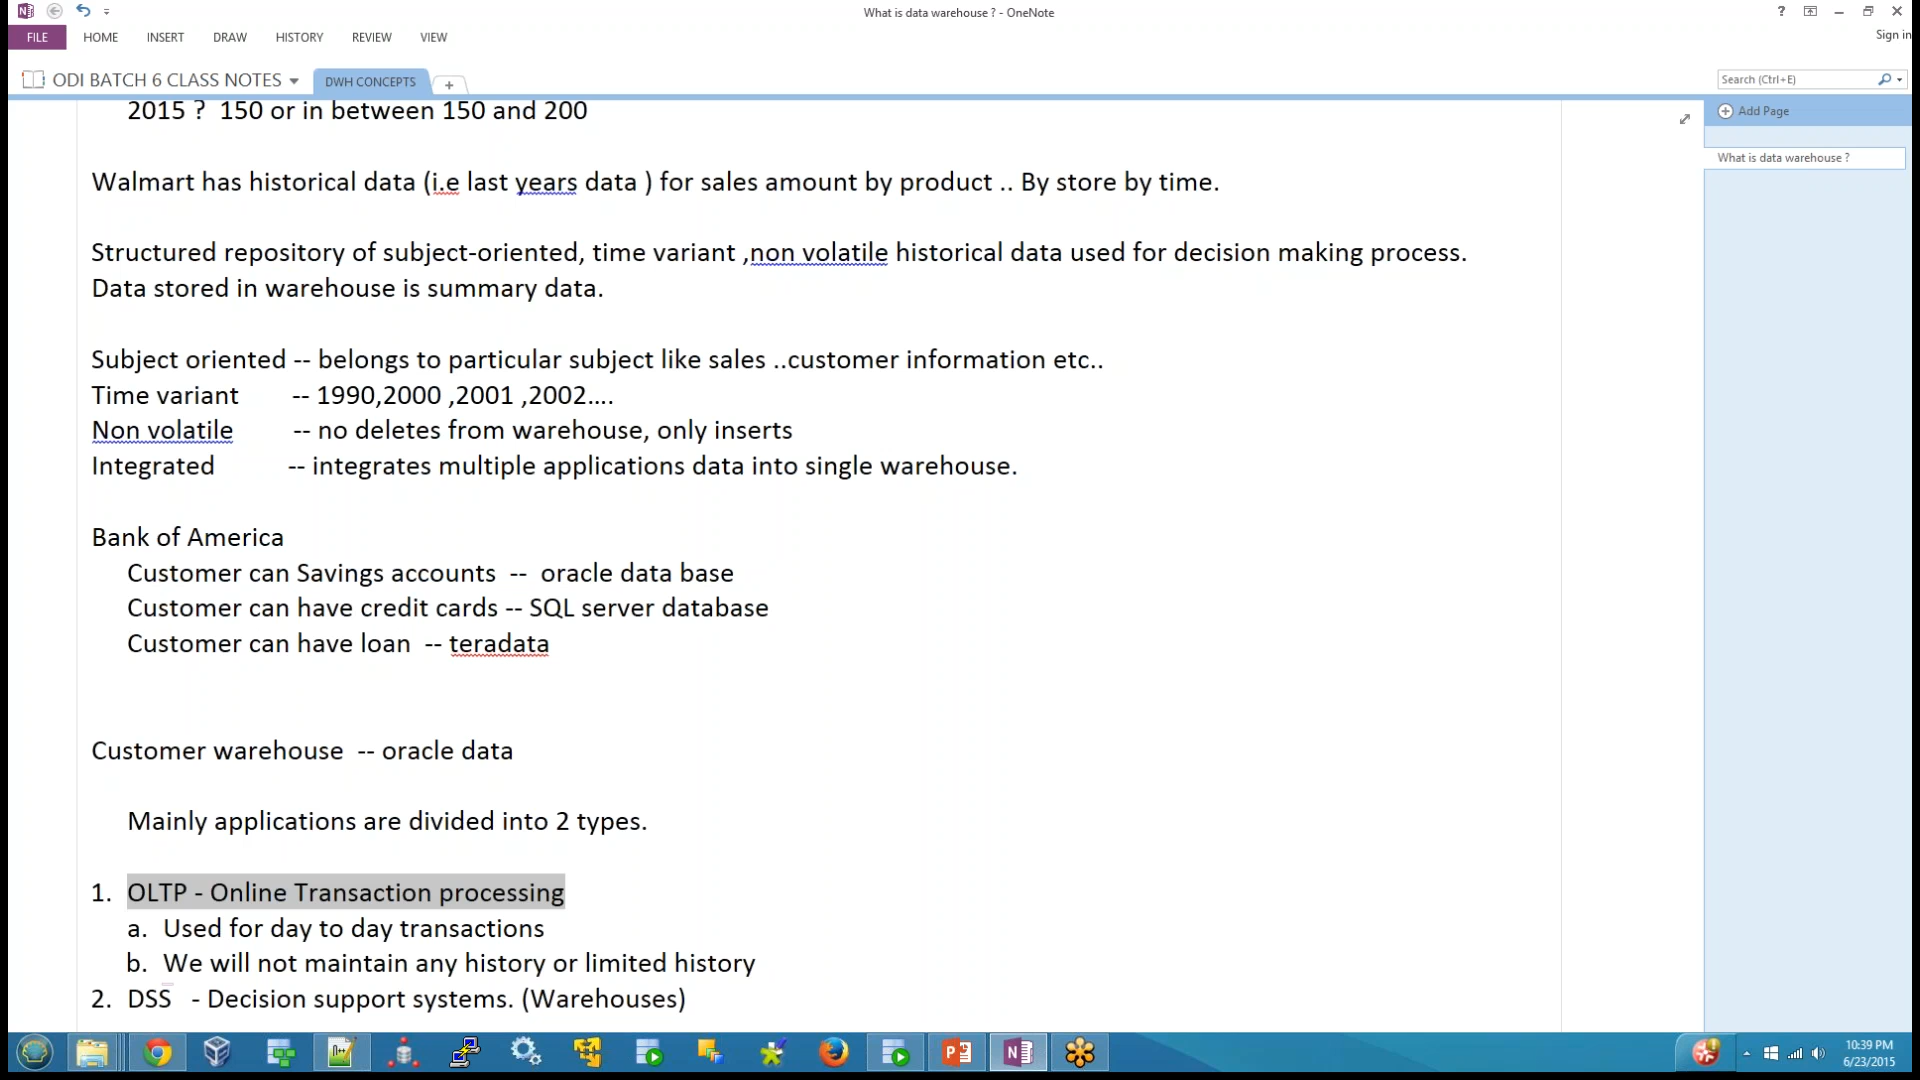 What is data warehouse ? - OneNote
?
Sign in
FILE HOME INSERT DRAW HISTORY REVIEW VIEW
ODI BATCH 6 CLASS NOTES DWH CONCEPTS +
Search (Ctrl+E)
Add Page
What is data warehouse ?
2015 ? 150 or in between 150 and 200
Walmart has historical data (i.e last years data ) for sales amount by product .. By store by time.
Structured repository of subject-oriented, time variant ,non volatile historical data used for decision making process.
Data stored in warehouse is summary data.
Subject oriented -- belongs to particular subject like sales ..customer information etc..
Time variant -- 1990,2000 ,2001 ,2002....
Non volatile -- no deletes from warehouse, only inserts
Integrated -- integrates multiple applications data into single warehouse.
Bank of America
Customer can Savings accounts -- oracle data base
Customer can have credit cards -- SQL server database
Customer can have loan -- teradata
Customer warehouse -- oracle data
Mainly applications are divided into 2 types.
1. OLTP - Online Transaction processing
a. Used for day to day transactions
b. We will not maintain any history or limited history
2. DSS - Decision support systems. (Warehouses)
10:39 PM
6/23/2015